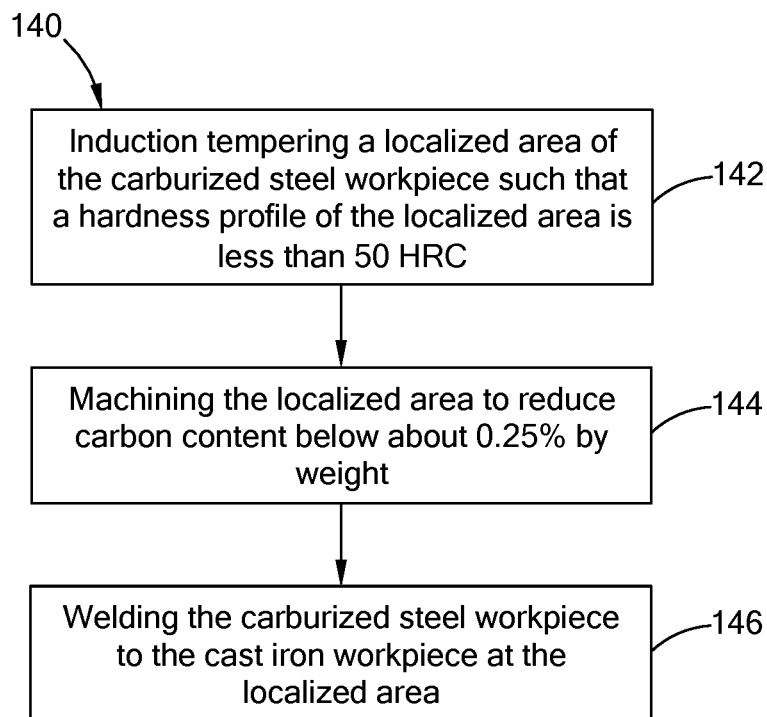 140
Induction tempering a localized area of
the carburized steel workpiece such that
a hardness profile of the localized area is
less than 50 HRC
142
Machining the localized area to reduce
carbon content below about 0.25% by
weight
144
Welding the carburized steel workpiece
to the cast iron workpiece at the
localized area
146